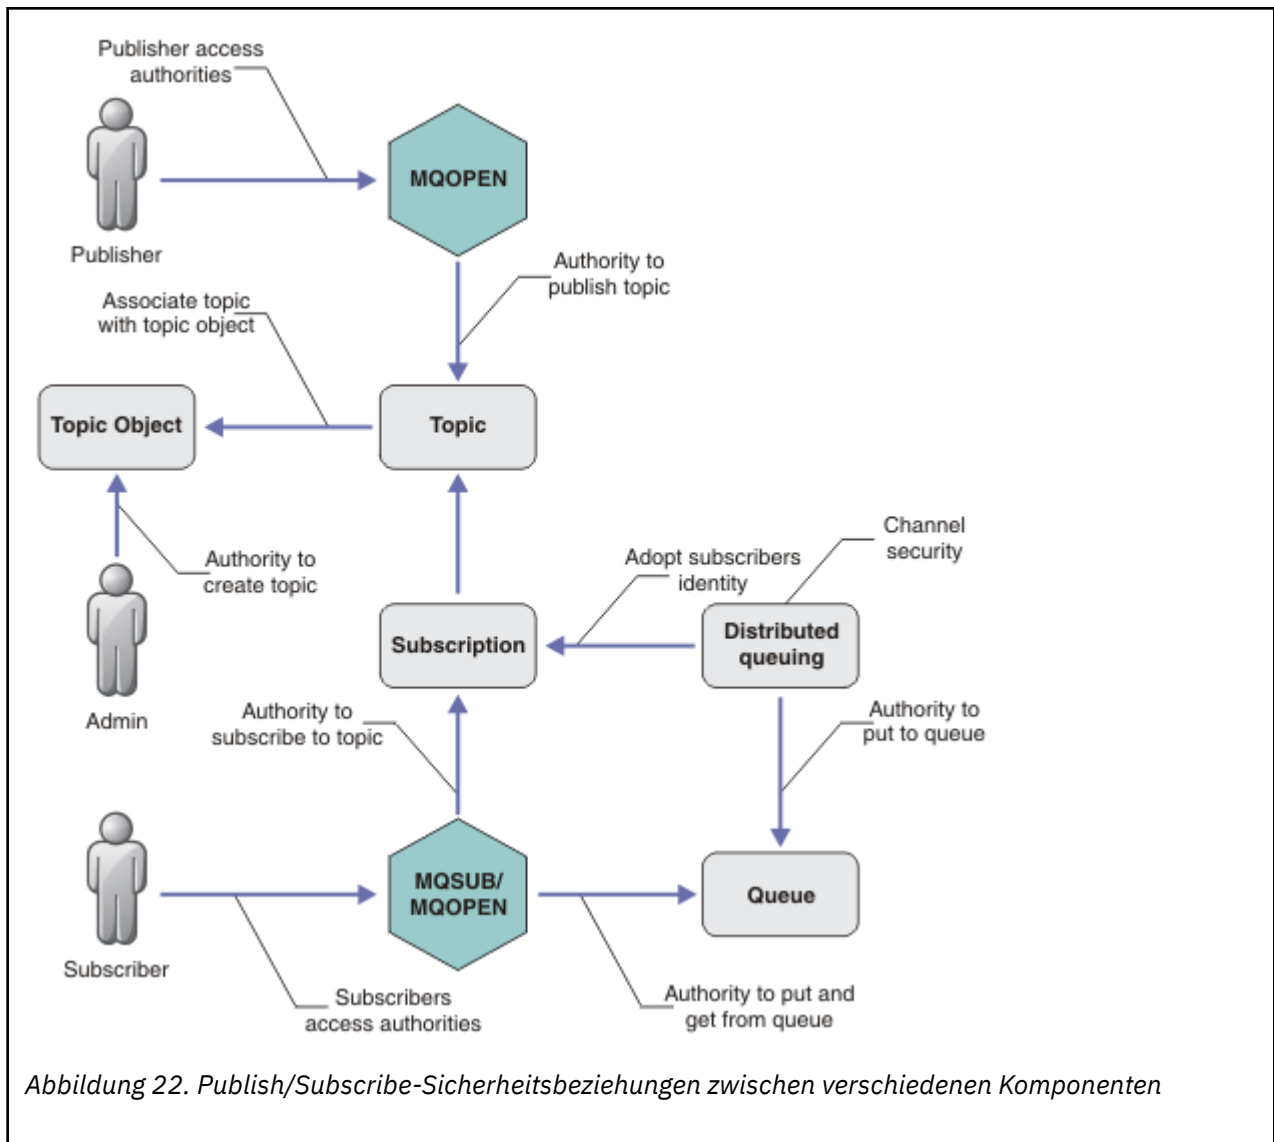 Publisher access
authorities
MQOPEN
Publisher
Authority to
publish topic
Associate topic
with topic object
Topic Object
Topic
Channel
security
Authority to
create topic
Adopt subscribers
identity
Subscription
Distributed
queuing
Admin
Authority to
subscribe to topic
Authority to
put to queue
MQSUB/
MQOPEN
Queue
Subscriber
Subscribers
access authorities
Authority to put and
get from queue
Abbildung 22. Publish/Subscribe-Sicherheitsbeziehungen zwischen verschiedenen Komponenten